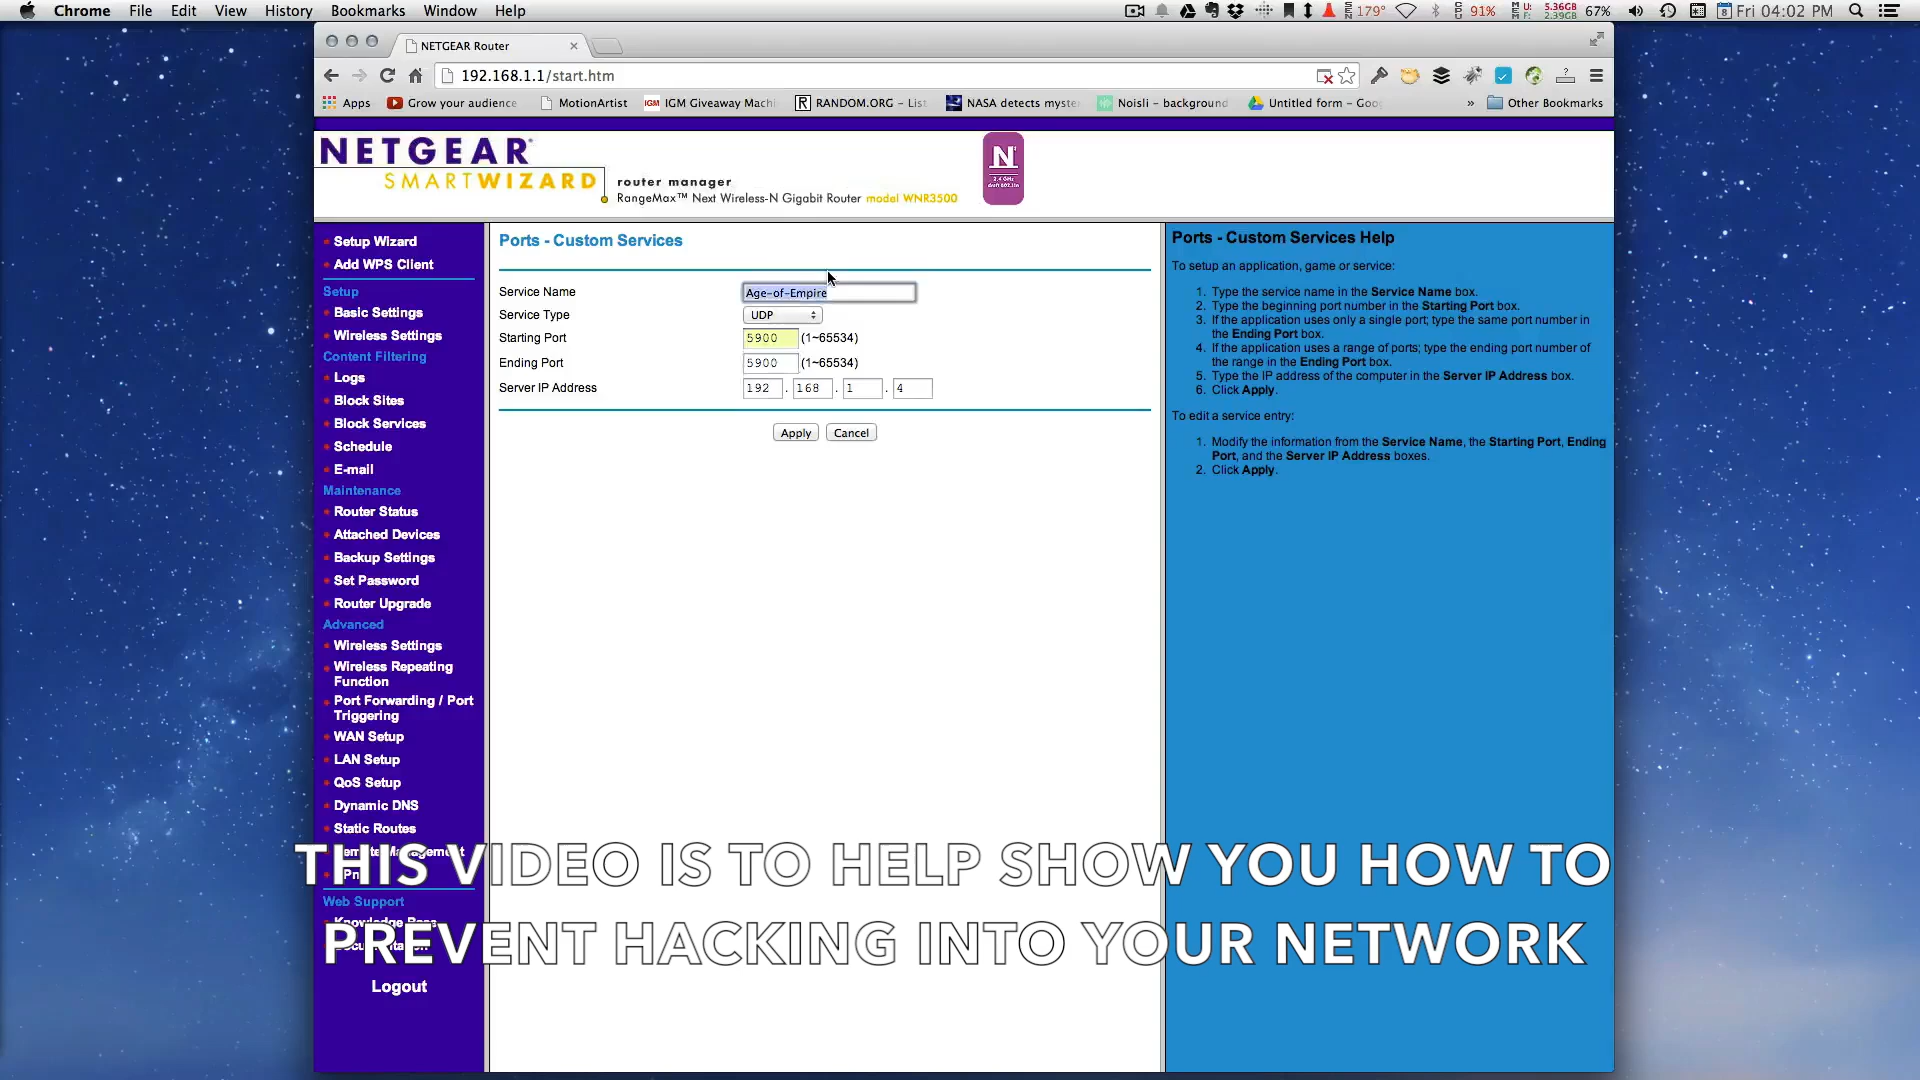 Chrome File Edit View History Bookmarks Window Help
179° 91% 5.36GB 2.39GB 67% Fri 04:02 PM
NETGEAR Router
192.168.1.1/start.htm
Apps Grow your audience MotionArtist IGM Giveaway Machi RANDOM.ORG - List NASA detects myste Noisli - background Untitled form - Goo » Other Bookmarks
NETGEAR
SMARTWIZARD router manager
RangeMax™ Next Wireless-N Gigabit Router model WNR3500
N
2.4 GHz
draft 802.11n
Setup Wizard
Add WPS Client
Setup
Basic Settings
Wireless Settings
Content Filtering
Logs
Block Sites
Block Services
Schedule
E-mail
Maintenance
Router Status
Attached Devices
Backup Settings
Set Password
Router Upgrade
Advanced
Wireless Settings
Wireless Repeating
Function
Port Forwarding / Port
Triggering
WAN Setup
LAN Setup
QoS Setup
Dynamic DNS
Static Routes
Web Support
Logout
Ports - Custom Services
Service Name Age-of-Empire
Service Type UDP
Starting Port 5900 (1~65534)
Ending Port 5900 (1~65534)
Server IP Address 192 . 168 . 1 . 4
Apply Cancel
Ports - Custom Services Help
To setup an application, game or service:
1. Type the service name in the Service Name box.
2. Type the beginning port number in the Starting Port box.
3. If the application uses only a single port; type the same port number in
the Ending Port box.
4. If the application uses a range of ports; type the ending port number of
the range in the Ending Port box.
5. Type the IP address of the computer in the Server IP Address box.
6. Click Apply.
To edit a service entry:
1. Modify the information from the Service Name, the Starting Port, Ending
Port, and the Server IP Address boxes.
2. Click Apply.
THIS VIDEO IS TO HELP SHOW YOU HOW TO
PREVENT HACKING INTO YOUR NETWORK